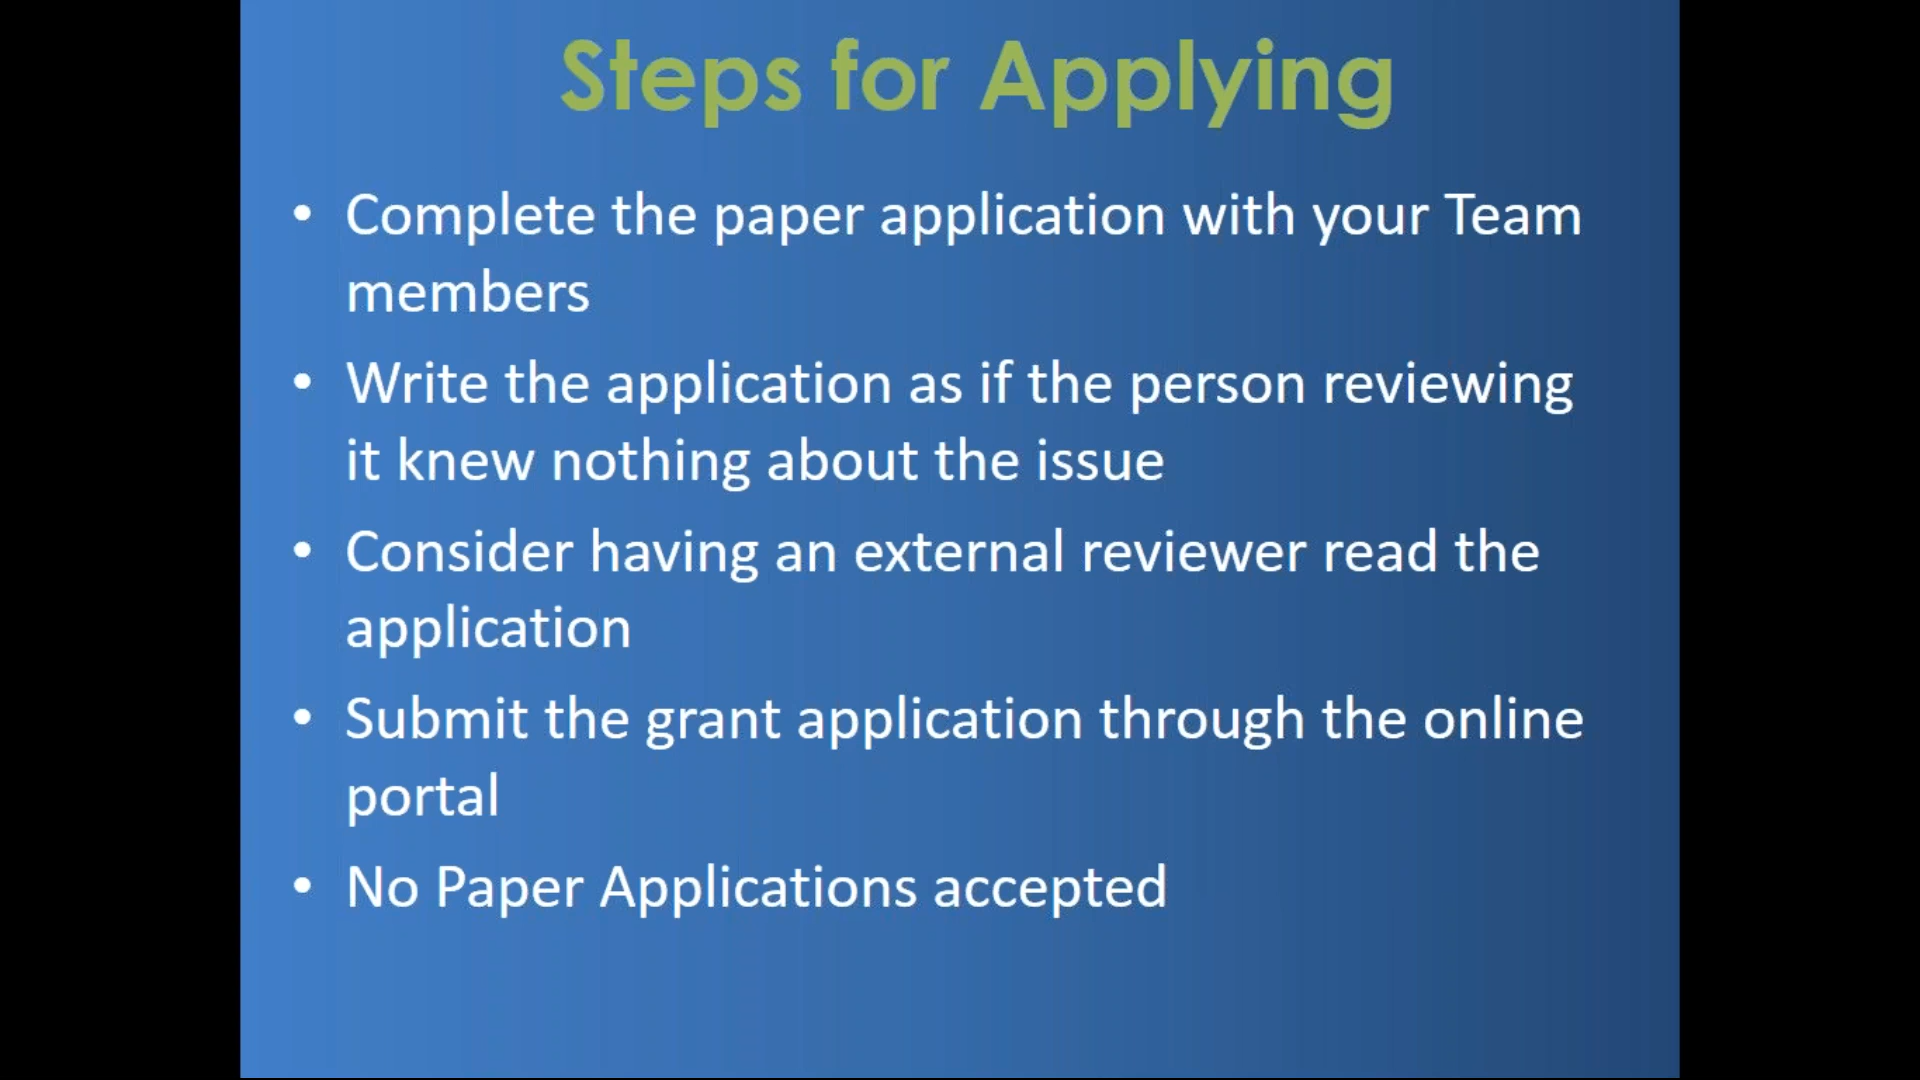 Steps for Applying
• Complete the paper application with your Team
members
• Write the application as if the person reviewing
it knew nothing about the issue
• Consider having an external reviewer read the
application
• Submit the grant application through the online
portal
• No Paper Applications accepted